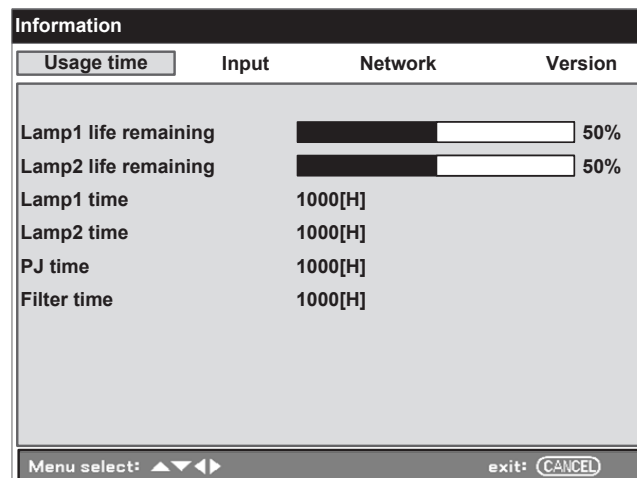 Information
Usage time Input Network Version
Lamp1 life remaining 50%
Lamp2 life remaining 50%
Lamp1 time 1000[H]
Lamp2 time 1000[H]
PJ time 1000[H]
Filter time 1000[H]
Menu select: ▲▼◀▶ exit: CANCEL